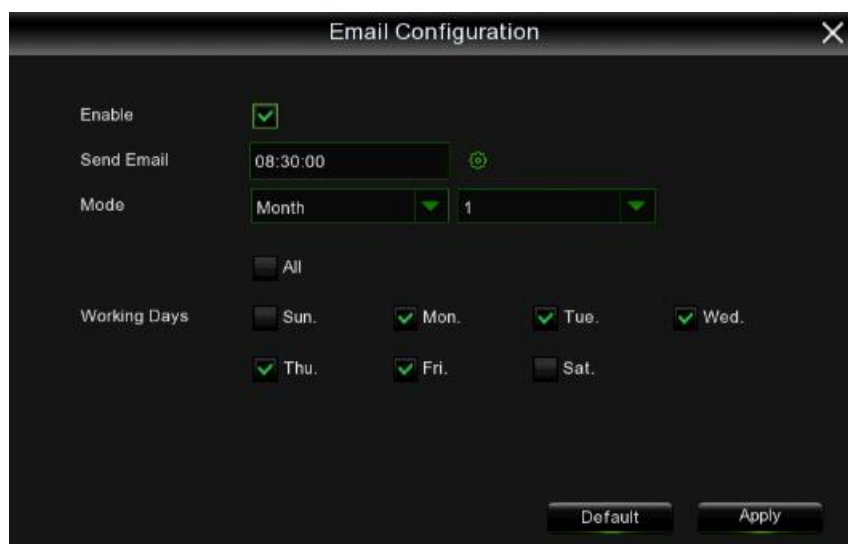 Email Configuration
Enable
Send Email 08:30:00
Mode Month 1
All
Working Days Sun. Mon. Tue. Wed.
Thu. Fri. Sat.
Default Apply